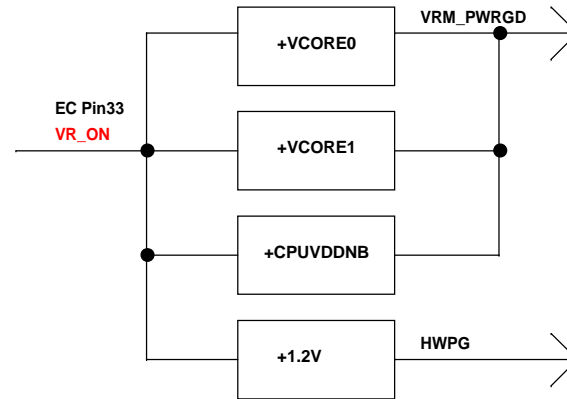 VRM_PWRGD
+VCORE0
EC Pin33
VR_ON
+VCORE1
+CPUVDDNB
HWPG
+1.2V